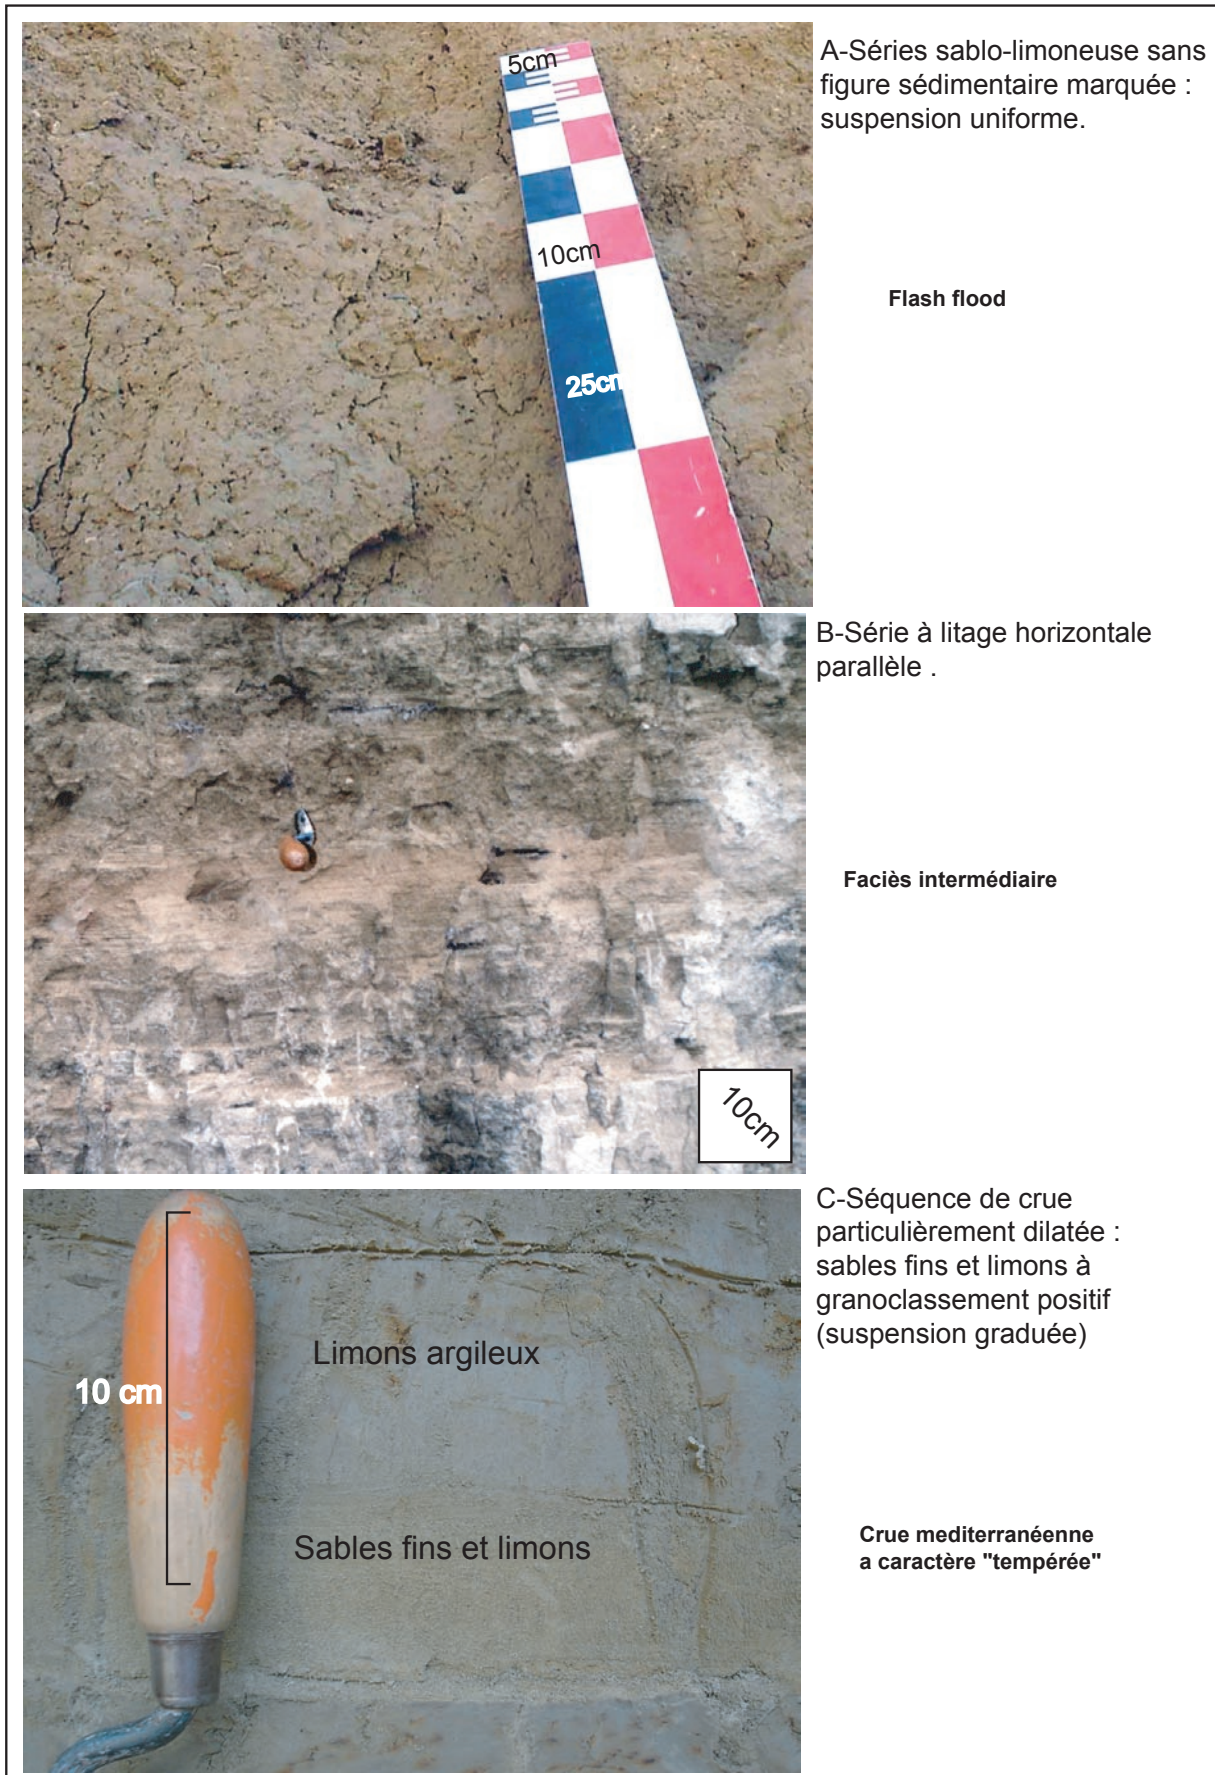 5cm
10cm
25cm
A-Séries sablo-limoneuse sans
figure sédimentaire marquée :
suspension uniforme.
Flash flood
10cm
B-Série à litage horizontale
parallèle .
Faciès intermédiaire
10 cm
Limons argileux
Sables fins et limons
C-Séquence de crue
particulièrement dilatée :
sables fins et limons à
granoclassement positif
(suspension graduée)
Crue mediterranéenne
a caractère "tempérée"